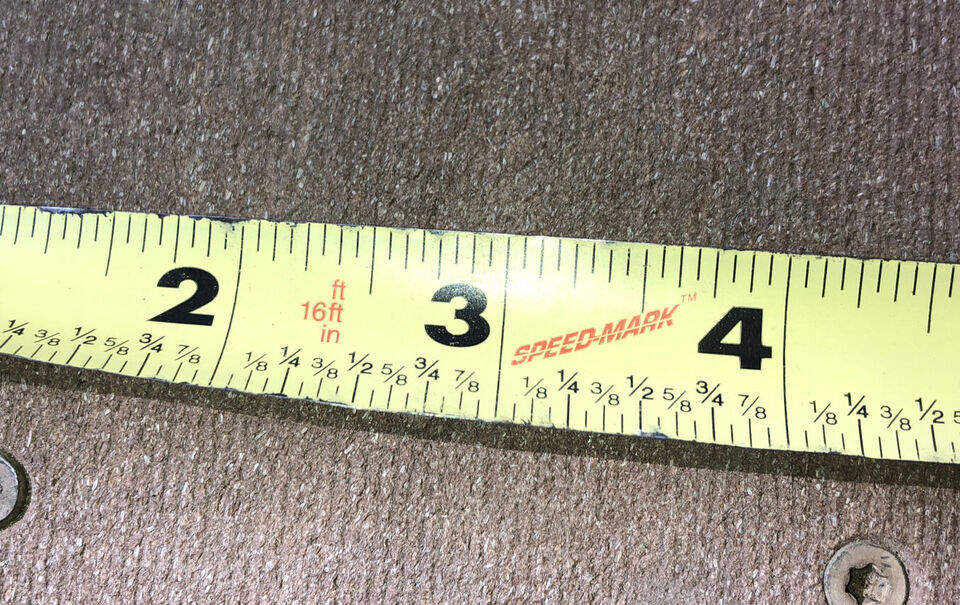 2 3 4
ft
16ft
in
SPEED-MARK™
1/4 3/8 1/2 5/8 3/4 7/8 1/8 1/4 3/8 1/2 5/8 3/4 7/8 1/8 1/4 3/8 1/2 5/8 3/4 7/8 1/8 1/4 3/8 1/2